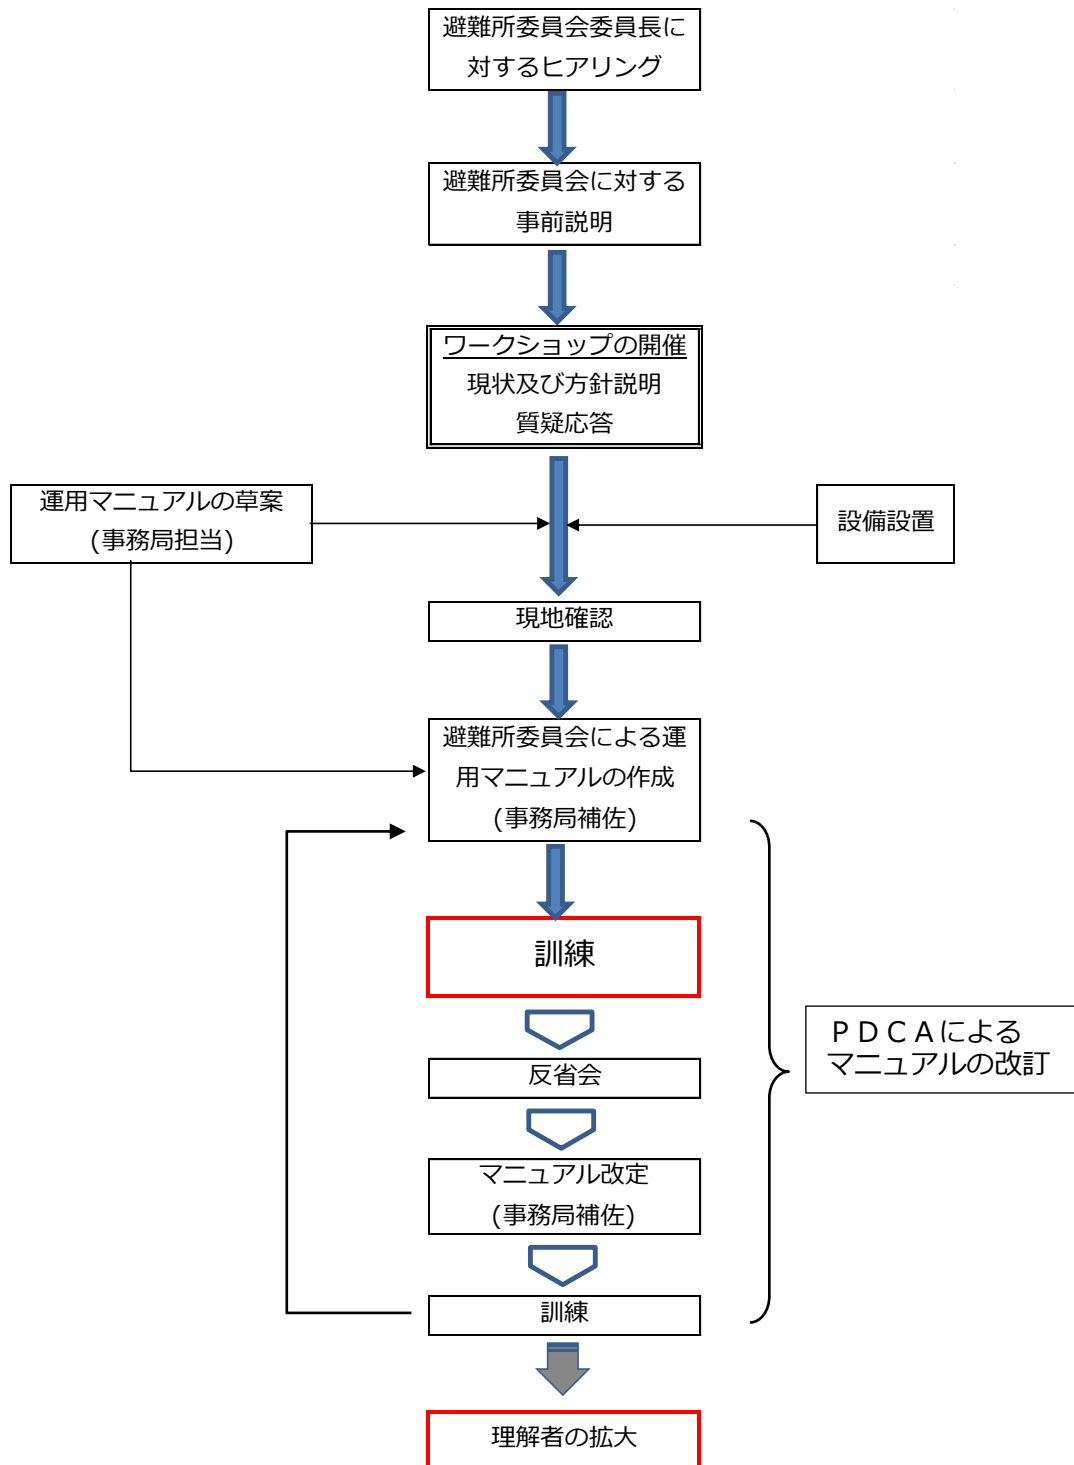 避難所委員会委員長に
対するヒアリング
避難所委員会に対する
事前説明
ワークショップの開催
現状及び方針説明
質疑応答
運用マニュアルの草案
(事務局担当)
設備設置
現地確認
避難所委員会による運
用マニュアルの作成
(事務局補佐)
訓練
反省会
ＰＤＣＡによる
マニュアルの改訂
マニュアル改定
(事務局補佐)
訓練
理解者の拡大